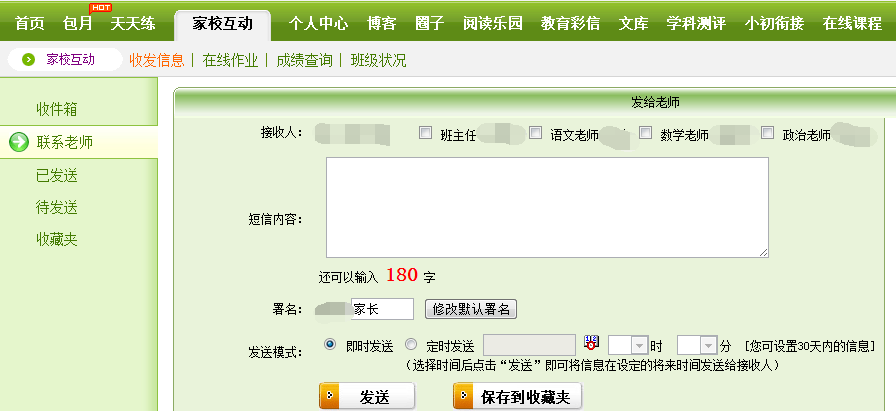 首页 包月 HOT 天天练 家校互动 个人中心 博客 圈子 阅读乐园 教育彩信 文库 学科测评 小初衔接 在线课程
家校互动 收发信息 | 在线作业 | 成绩查询 | 班级状况
收件箱
联系老师
已发送
待发送
收藏夹
发给老师
接收人： 班主任 语文老师 数学老师 政治老师
短信内容：
还可以输入 180 字
署名： 家长 修改默认署名
发送模式： 即时发送 定时发送 时 分 [您可设置30天内的信息]
（选择时间后点击“发送”即可将信息在设定的将来时间发送给接收人）
发送 保存到收藏夹